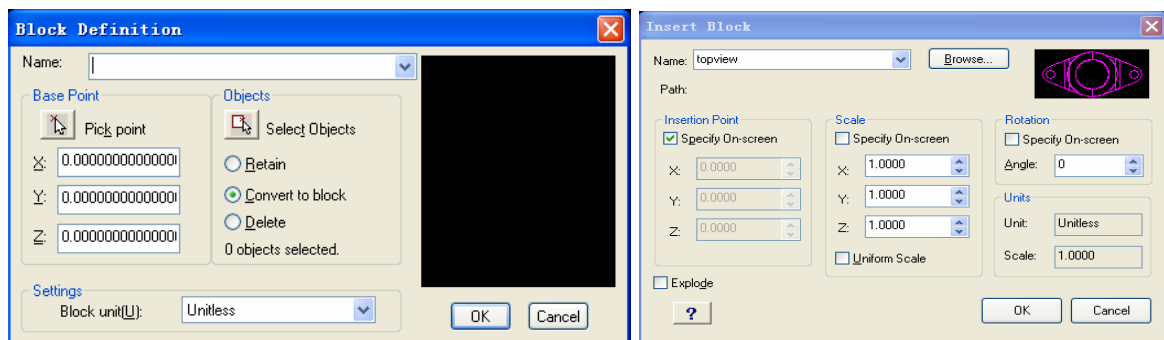 Block Definition
Name:
Base Point
Pick point
X: 0.0000000000000
Y: 0.0000000000000
Z: 0.0000000000000
Objects
Select Objects
Retain
Convert to block
Delete
0 objects selected.
Settings
Block unit(U): Unitless
OK Cancel
Insert Block
Name: topview Browse...
Path:
Insertion Point
Specify On-screen
X: 0.0000
Y: 0.0000
Z: 0.0000
Scale
Specify On-screen
X: 1.0000
Y: 1.0000
Z: 1.0000
Uniform Scale
Rotation
Specify On-screen
Angle: 0
Units
Unit: Unitless
Scale: 1.0000
Explode
?
OK Cancel